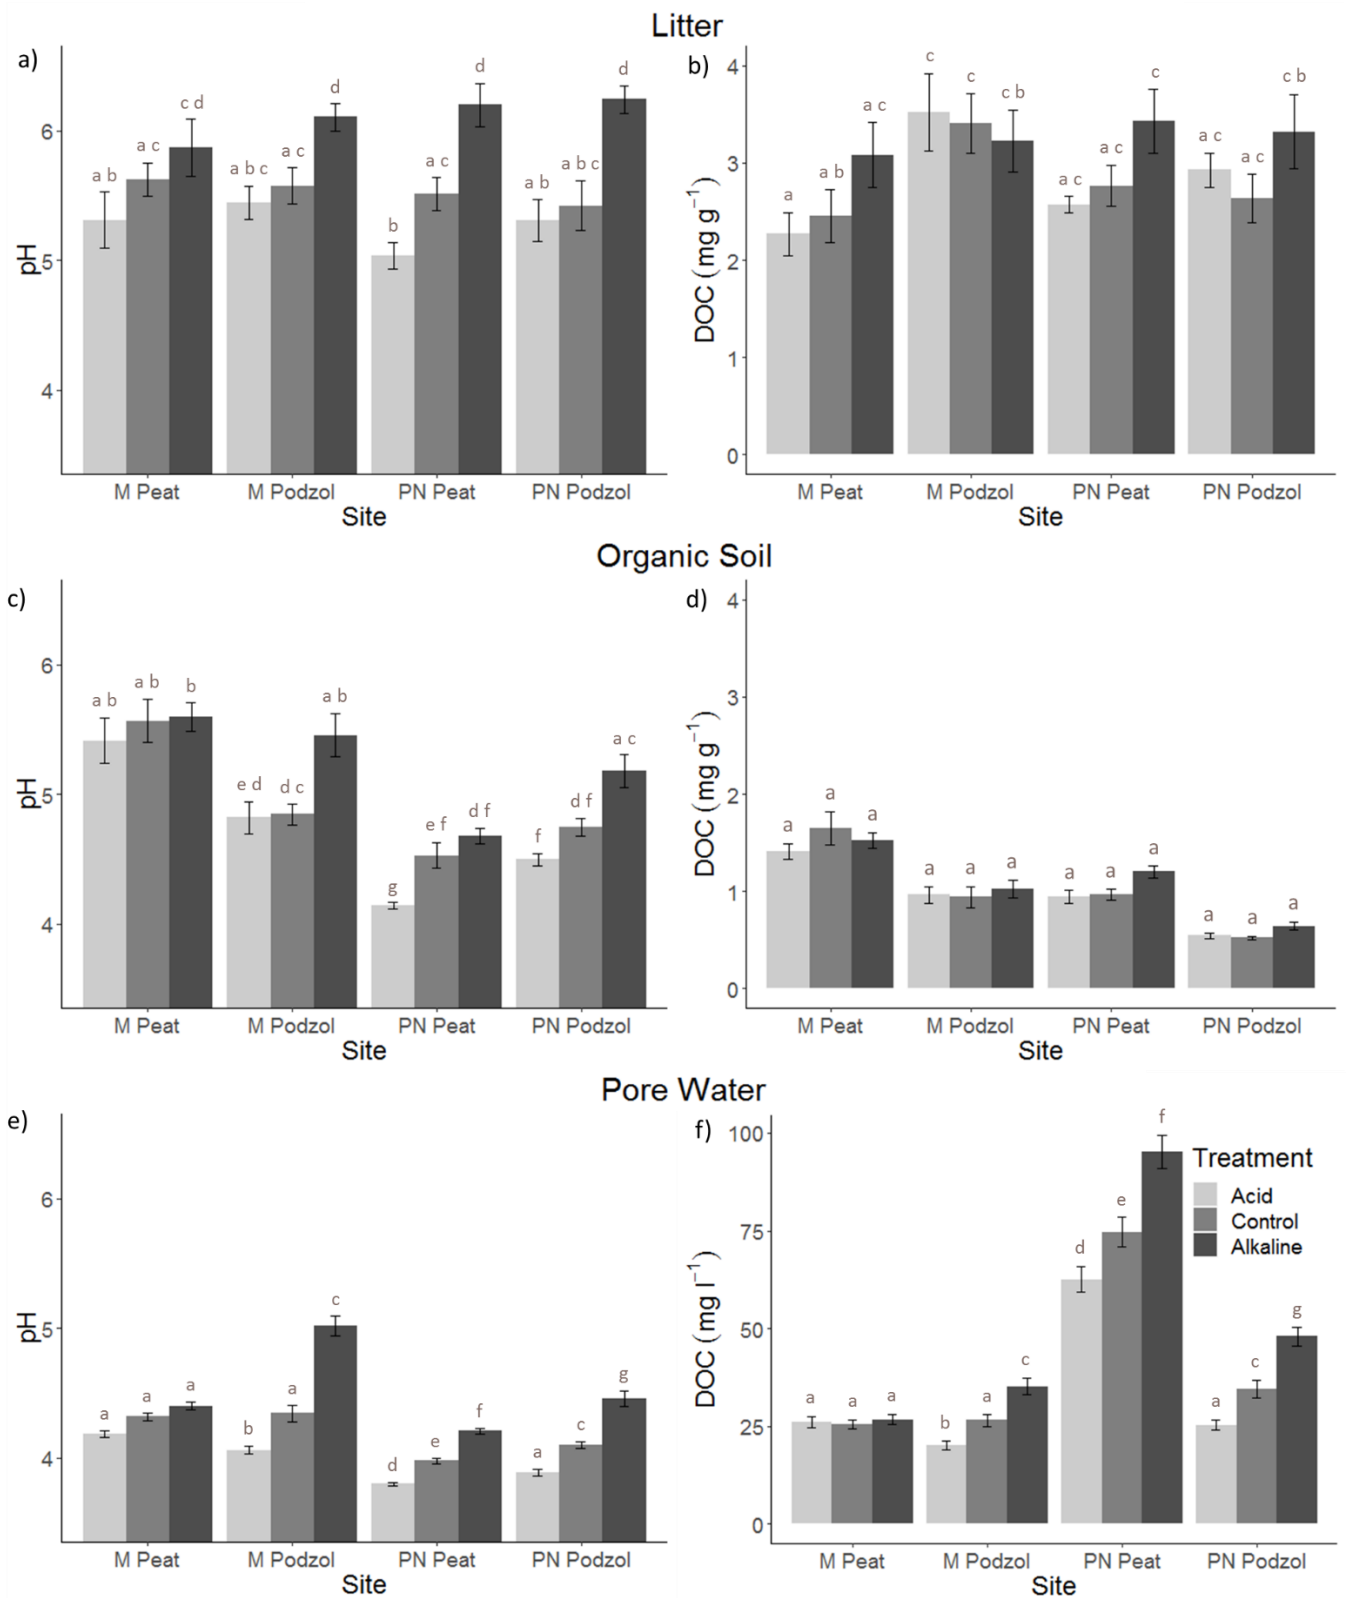 Litter
a)
b)
pH
6
5
4
a b
a c
c d
a b c
a c
d
b
a c
d
a b
a b c
d
M Peat
M Podzol
PN Peat
PN Podzol
Site
DOC (mg g⁻¹)
4
3
2
1
0
a
a b
a c
c
c
c b
a c
a c
c
a c
a c
c b
M Peat
M Podzol
PN Peat
PN Podzol
Site
Organic Soil
c)
d)
pH
6
5
4
a b
a b
b
e d
d c
a b
g
e f
d f
f
d f
a c
M Peat
M Podzol
PN Peat
PN Podzol
Site
DOC (mg g⁻¹)
4
3
2
1
0
a
a
a
a
a
a
a
a
a
a
a
a
M Peat
M Podzol
PN Peat
PN Podzol
Site
Pore Water
e)
f)
pH
6
5
4
a
a
a
b
a
c
d
e
f
a
c
g
M Peat
M Podzol
PN Peat
PN Podzol
Site
DOC (mg l⁻¹)
100
75
50
25
0
a
a
a
b
a
c
d
e
f
a
c
g
M Peat
M Podzol
PN Peat
PN Podzol
Site
Treatment
Acid
Control
Alkaline